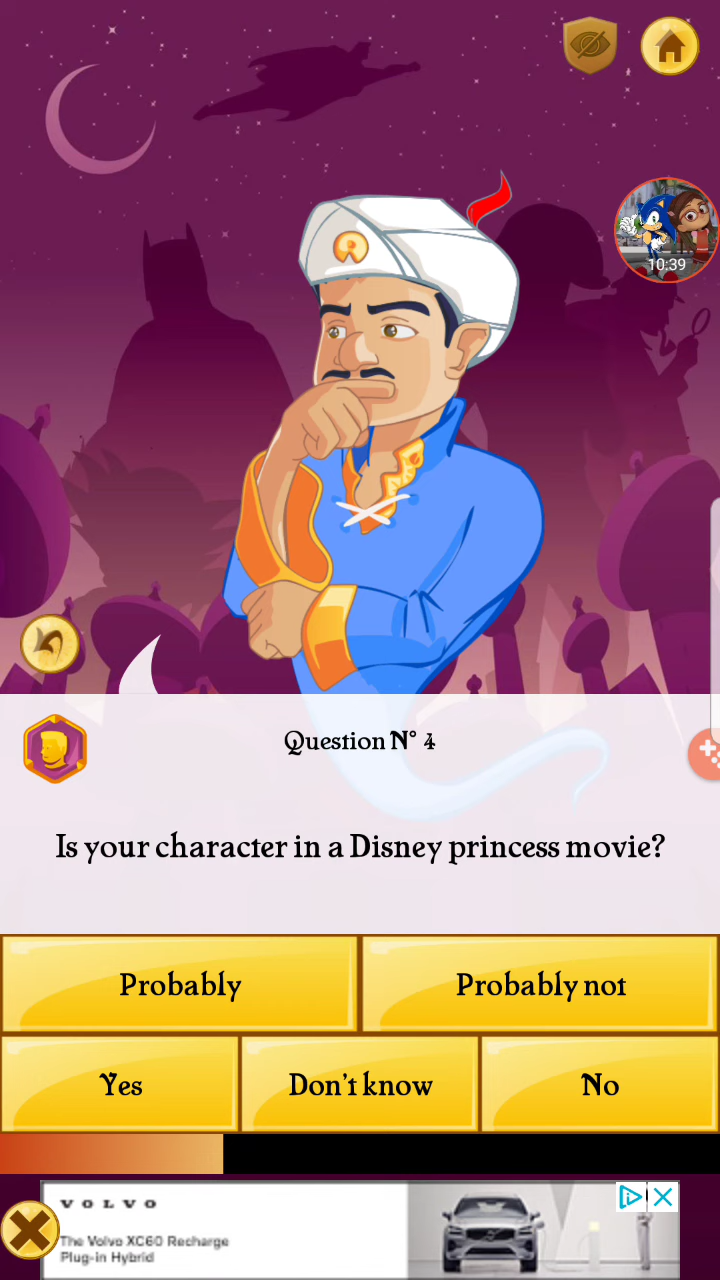 10:39
Question N° 4
Is your character in a Disney princess movie?
Probably
Probably not
Yes
Don't know
No
VOLVO
The Volvo XC60 Recharge
Plug-in Hybrid